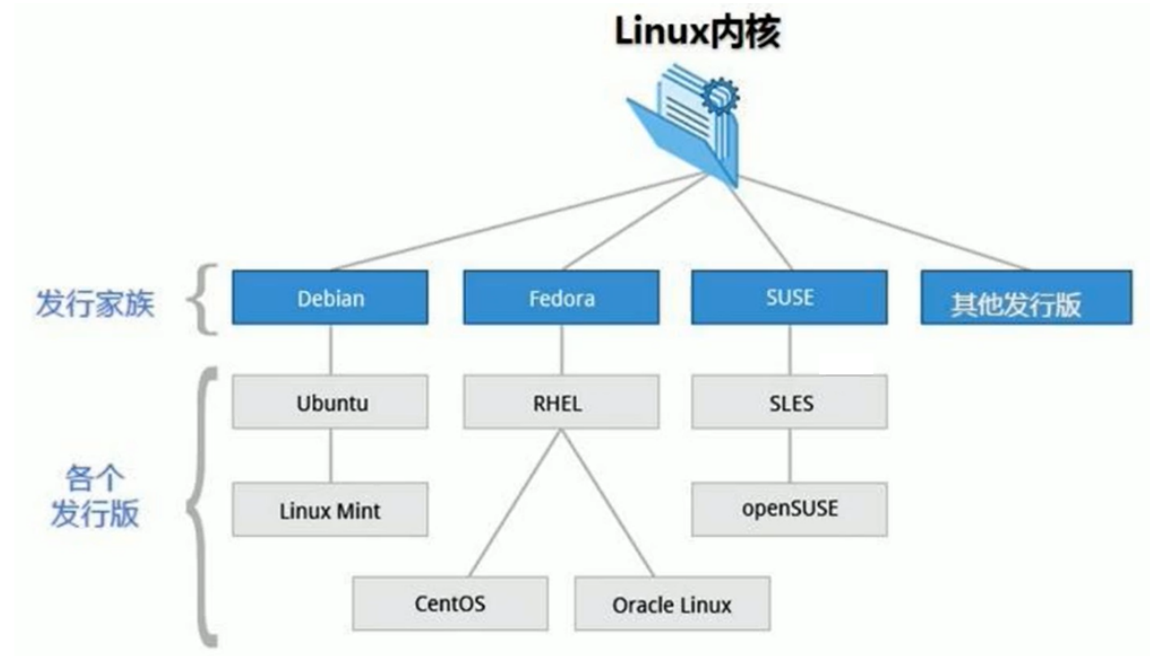 Linux内核
发行家族
Debian
Fedora
SUSE
其他发行版
Ubuntu
RHEL
SLES
各个
发行版
Linux Mint
openSUSE
CentOS
Oracle Linux